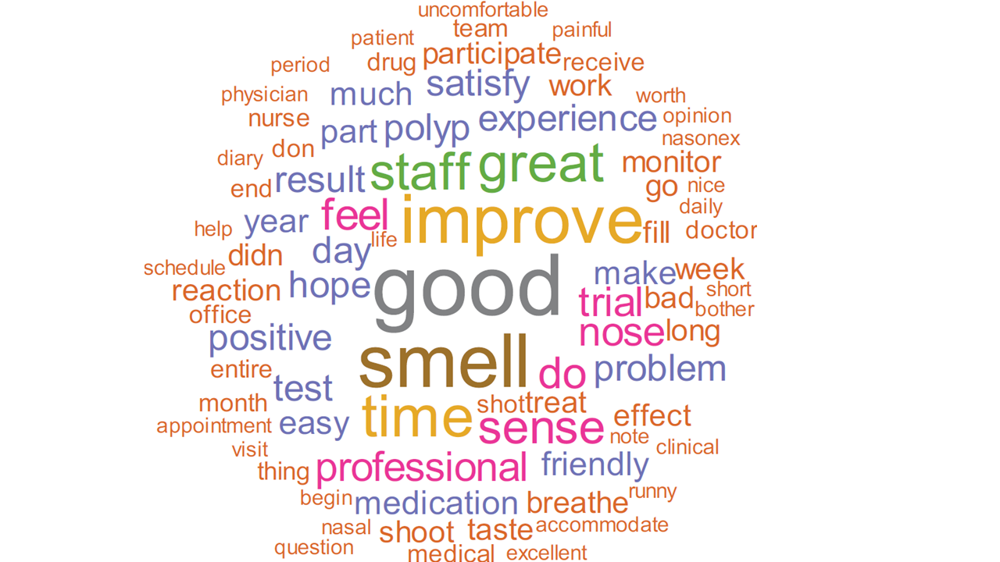 uncomfortable
team
painful
patient
participate
period
drug
receive
satisfy
work
physician
much
worth
nurse
experience
opinion
part
polyp
nasonex
don
diary
great
monitor
staff
result
end
go
nice
daily
feel
improve
year
help
life
fill
doctor
didn
day
schedule
make
week
hope
good
reaction
short
trial
bad
bother
office
nose
long
positive
smell
entire
do
problem
test
month
time
shot
treat
effect
appointment
easy
sense
note
visit
clinical
thing
professional
friendly
begin
medication
breathe
runny
nasal
shoot
taste
accommodate
question
medical
excellent